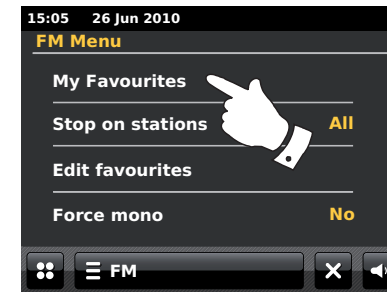 15:05 26 Jun 2010
FM Menu
My Favourites
Stop on stations All
Edit favourites
Force mono No
FM